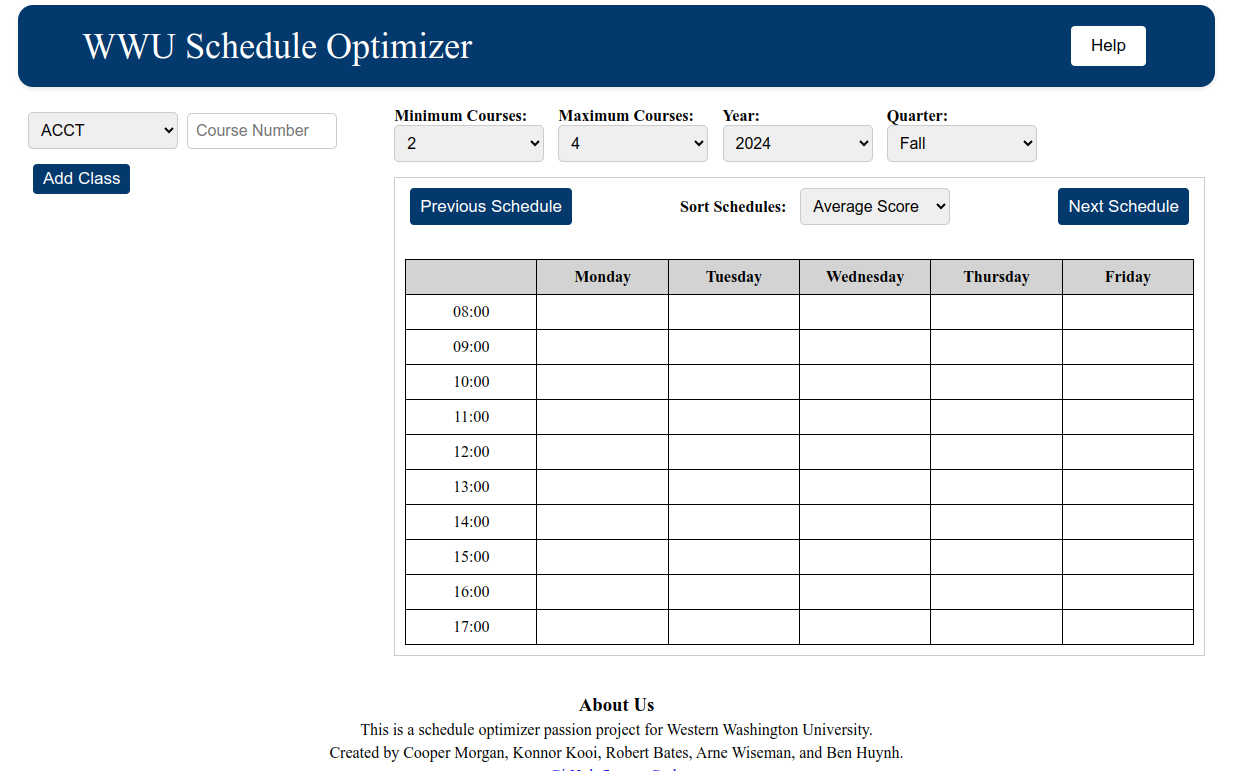 WWU Schedule Optimizer
Help
ACCT
Course Number
Add Class
Minimum Courses: Maximum Courses: Year: Quarter:
2 4 2024 Fall
Previous Schedule Sort Schedules: Average Score Next Schedule
Monday Tuesday Wednesday Thursday Friday
08:00
09:00
10:00
11:00
12:00
13:00
14:00
15:00
16:00
17:00
About Us
This is a schedule optimizer passion project for Western Washington University.
Created by Cooper Morgan, Konnor Kooi, Robert Bates, Arne Wiseman, and Ben Huynh.